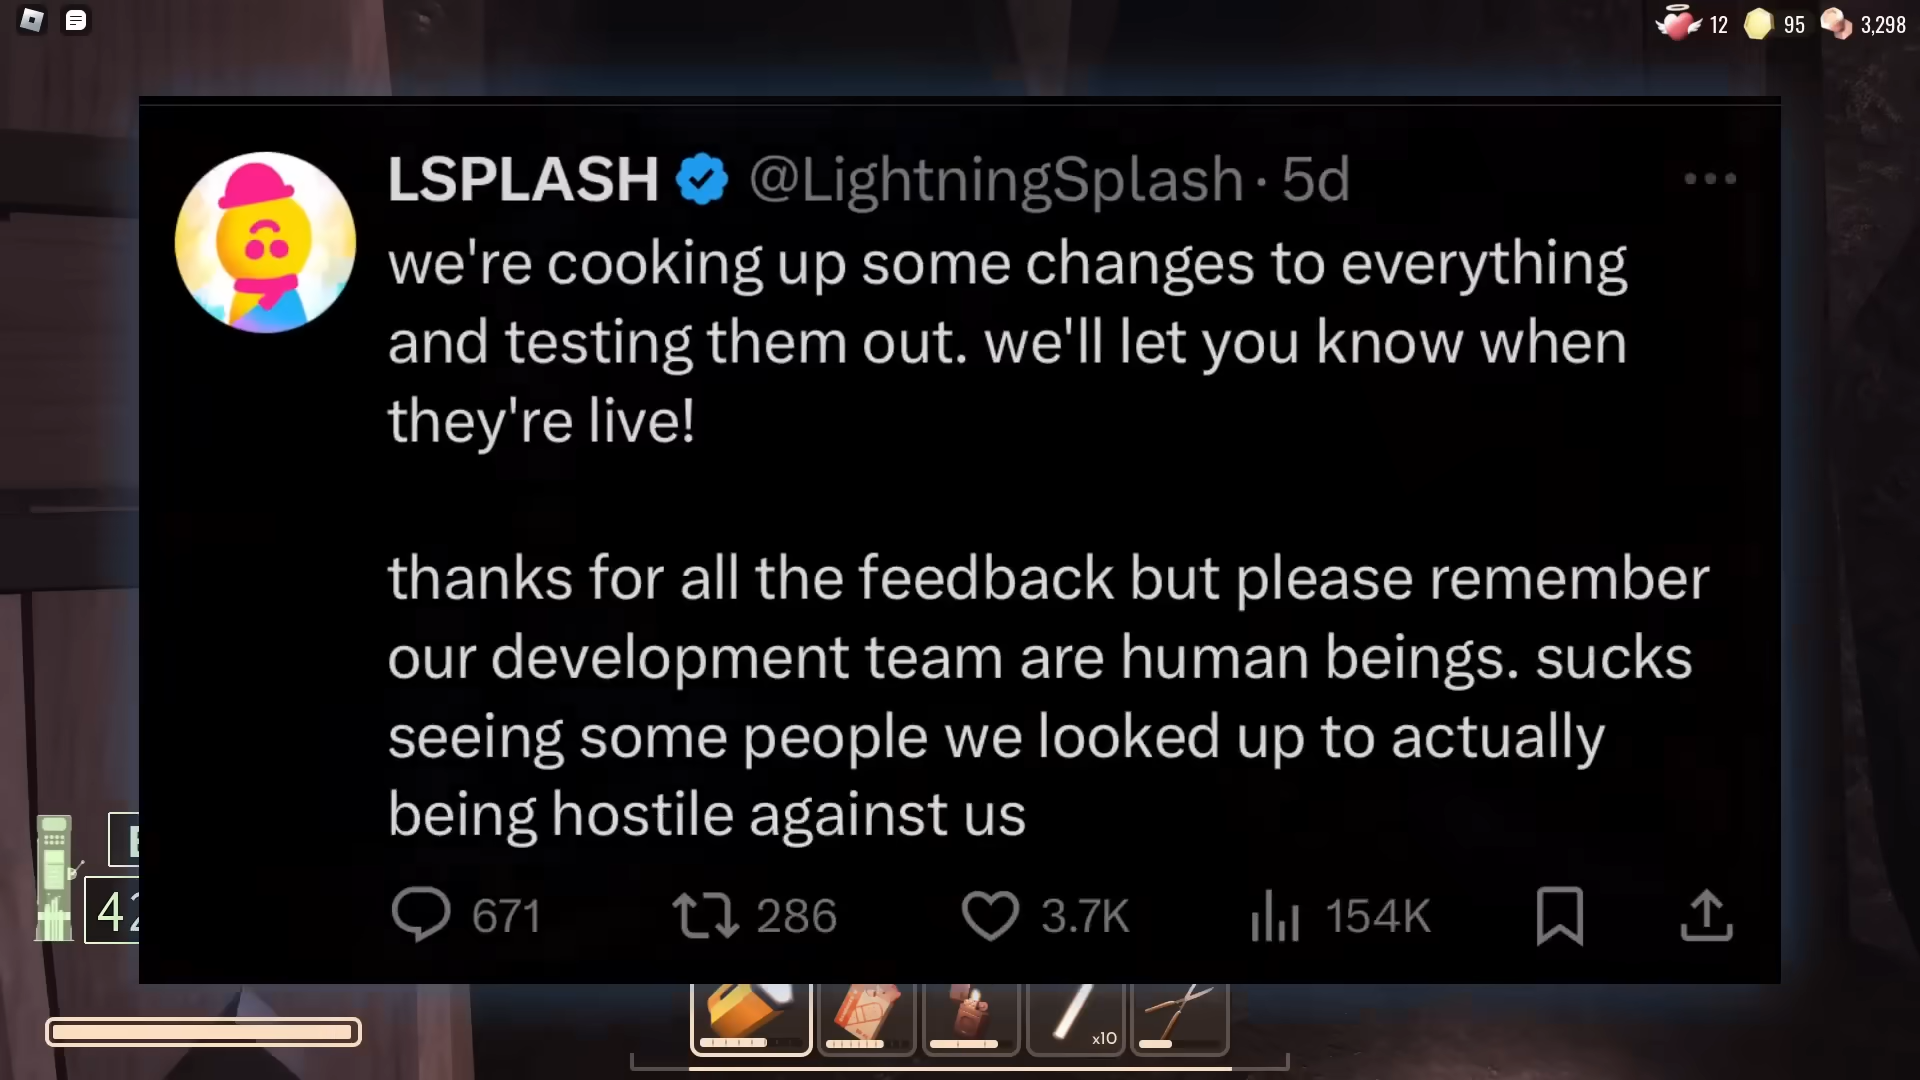 12 95 3,298
LSPLASH @LightningSplash · 5d
we're cooking up some changes to everything
and testing them out. we'll let you know when
they're live!
thanks for all the feedback but please remember
our development team are human beings. sucks
seeing some people we looked up to actually
being hostile against us
671 286 3.7K 154K
x10